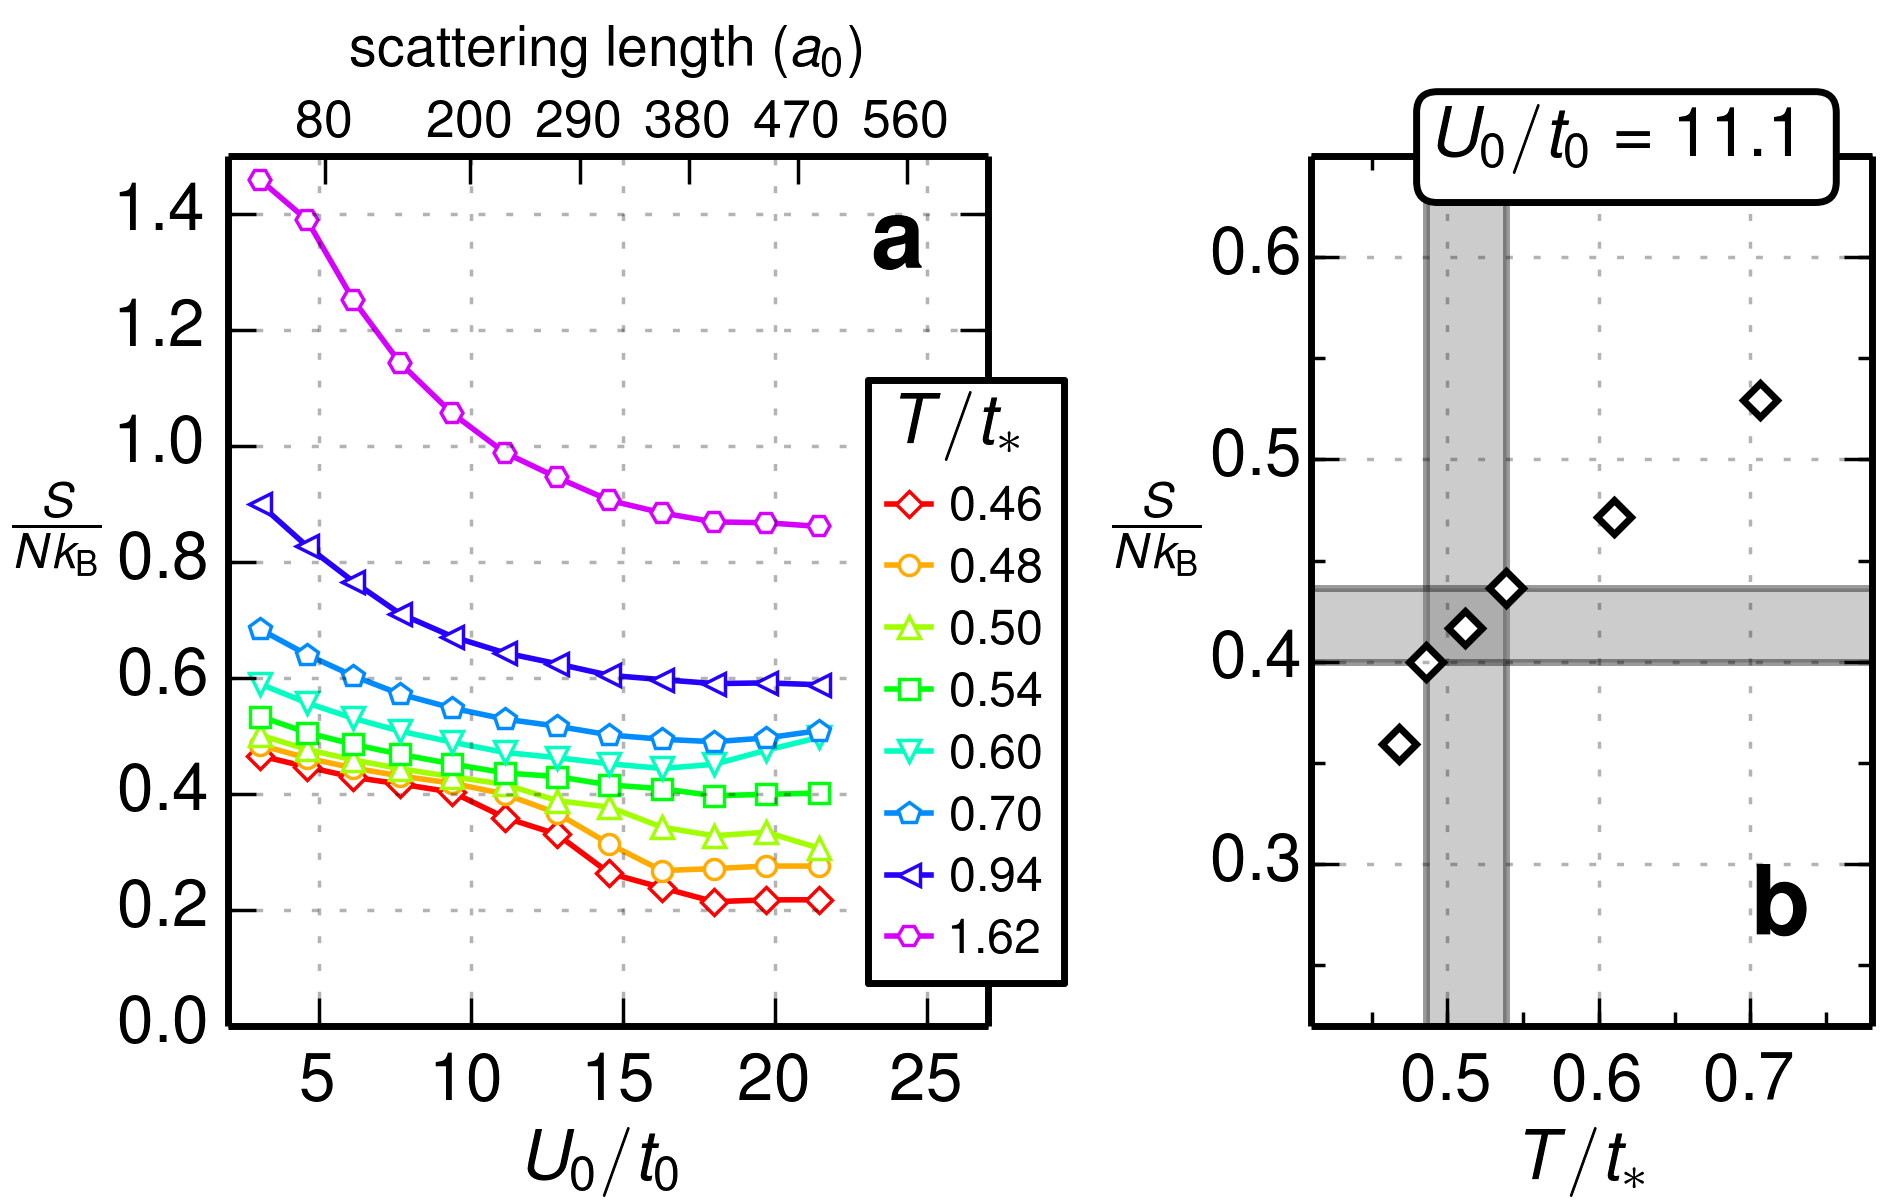 scattering length (a₀)
80 200 290 380 470 560
1.4
1.2
1.0
0.8
0.6
0.4
0.2
0.0
S
Nk_B
a
T/t*
0.46
0.48
0.50
0.54
0.60
0.70
0.94
1.62
5 10 15 20 25
U₀/t₀
U₀/t₀ = 11.1
0.6
0.5
0.4
0.3
S
Nk_B
b
0.5 0.6 0.7
T/t*